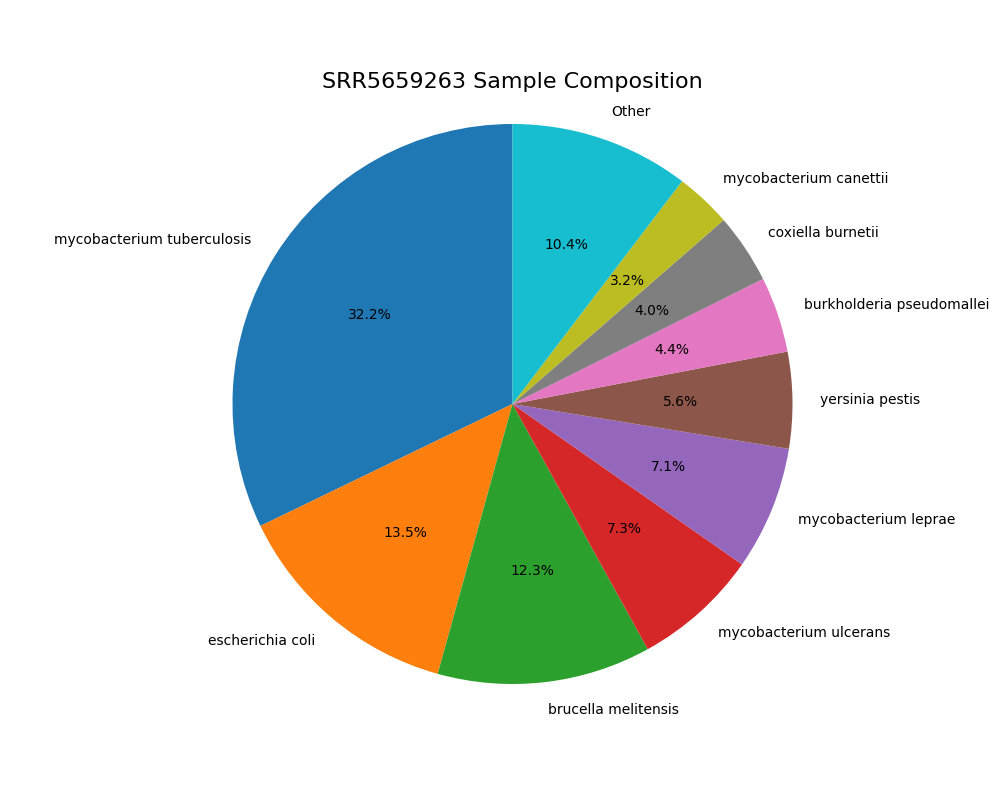 SRR5659263 Sample Composition
Other
mycobacterium canettii
coxiella burnetii
mycobacterium tuberculosis
10.4%
3.2%
burkholderia pseudomallei
4.0%
32.2%
4.4%
yersinia pestis
5.6%
7.1%
mycobacterium leprae
7.3%
13.5%
12.3%
mycobacterium ulcerans
escherichia coli
brucella melitensis